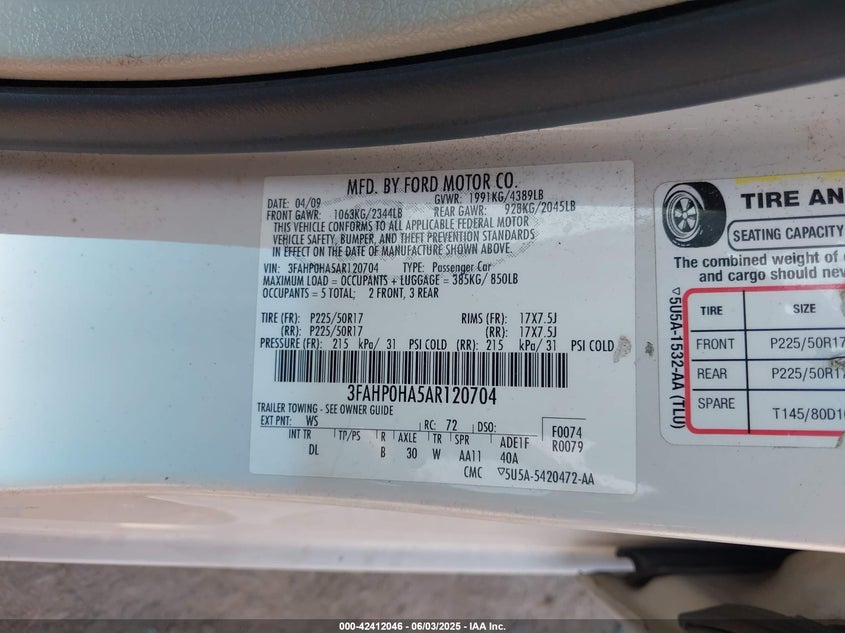 MFD. BY FORD MOTOR CO.
DATE: 04/09 GVWR: 1991KG/4389LB
FRONT GAWR: 1063KG/2344LB REAR GAWR: 928KG/2045LB
THIS VEHICLE CONFORMS TO ALL APPLICABLE FEDERAL MOTOR
VEHICLE SAFETY, BUMPER, AND THEFT PREVENTION STANDARDS
IN EFFECT ON THE DATE OF MANUFACTURE SHOWN ABOVE.
VIN: 3FAHP0HA5AR120704 TYPE: Passenger Car
MAXIMUM LOAD = OCCUPANTS + LUGGAGE = 385KG/ 850LB
OCCUPANTS = 5 TOTAL; 2 FRONT, 3 REAR
TIRE (FR): P225/50R17 RIMS (FR): 17X7.5J
(RR): P225/50R17 (RR): 17X7.5J
PRESSURE (FR): 215 kPa/ 31 PSI COLD (RR): 215 kPa/ 31 PSI COLD
3FAHP0HA5AR120704
TRAILER TOWING - SEE OWNER GUIDE
EXT PNT: WS RC: 72 DSO: F0074
INT TR TP/PS R AXLE TR SPR ADE1F R0079
DL B 30 W AA11 40A
CMC 5U5A-5420472-AA
TIRE AN
SEATING CAPACITY
The combined weight of
and cargo should nev
5U5A-1532-AA (TLU)
TIRE SIZE
FRONT P225/50R17
REAR P225/50R17
SPARE T145/80D1
000-42412046 | 06/03/2025 | IAA Inc.